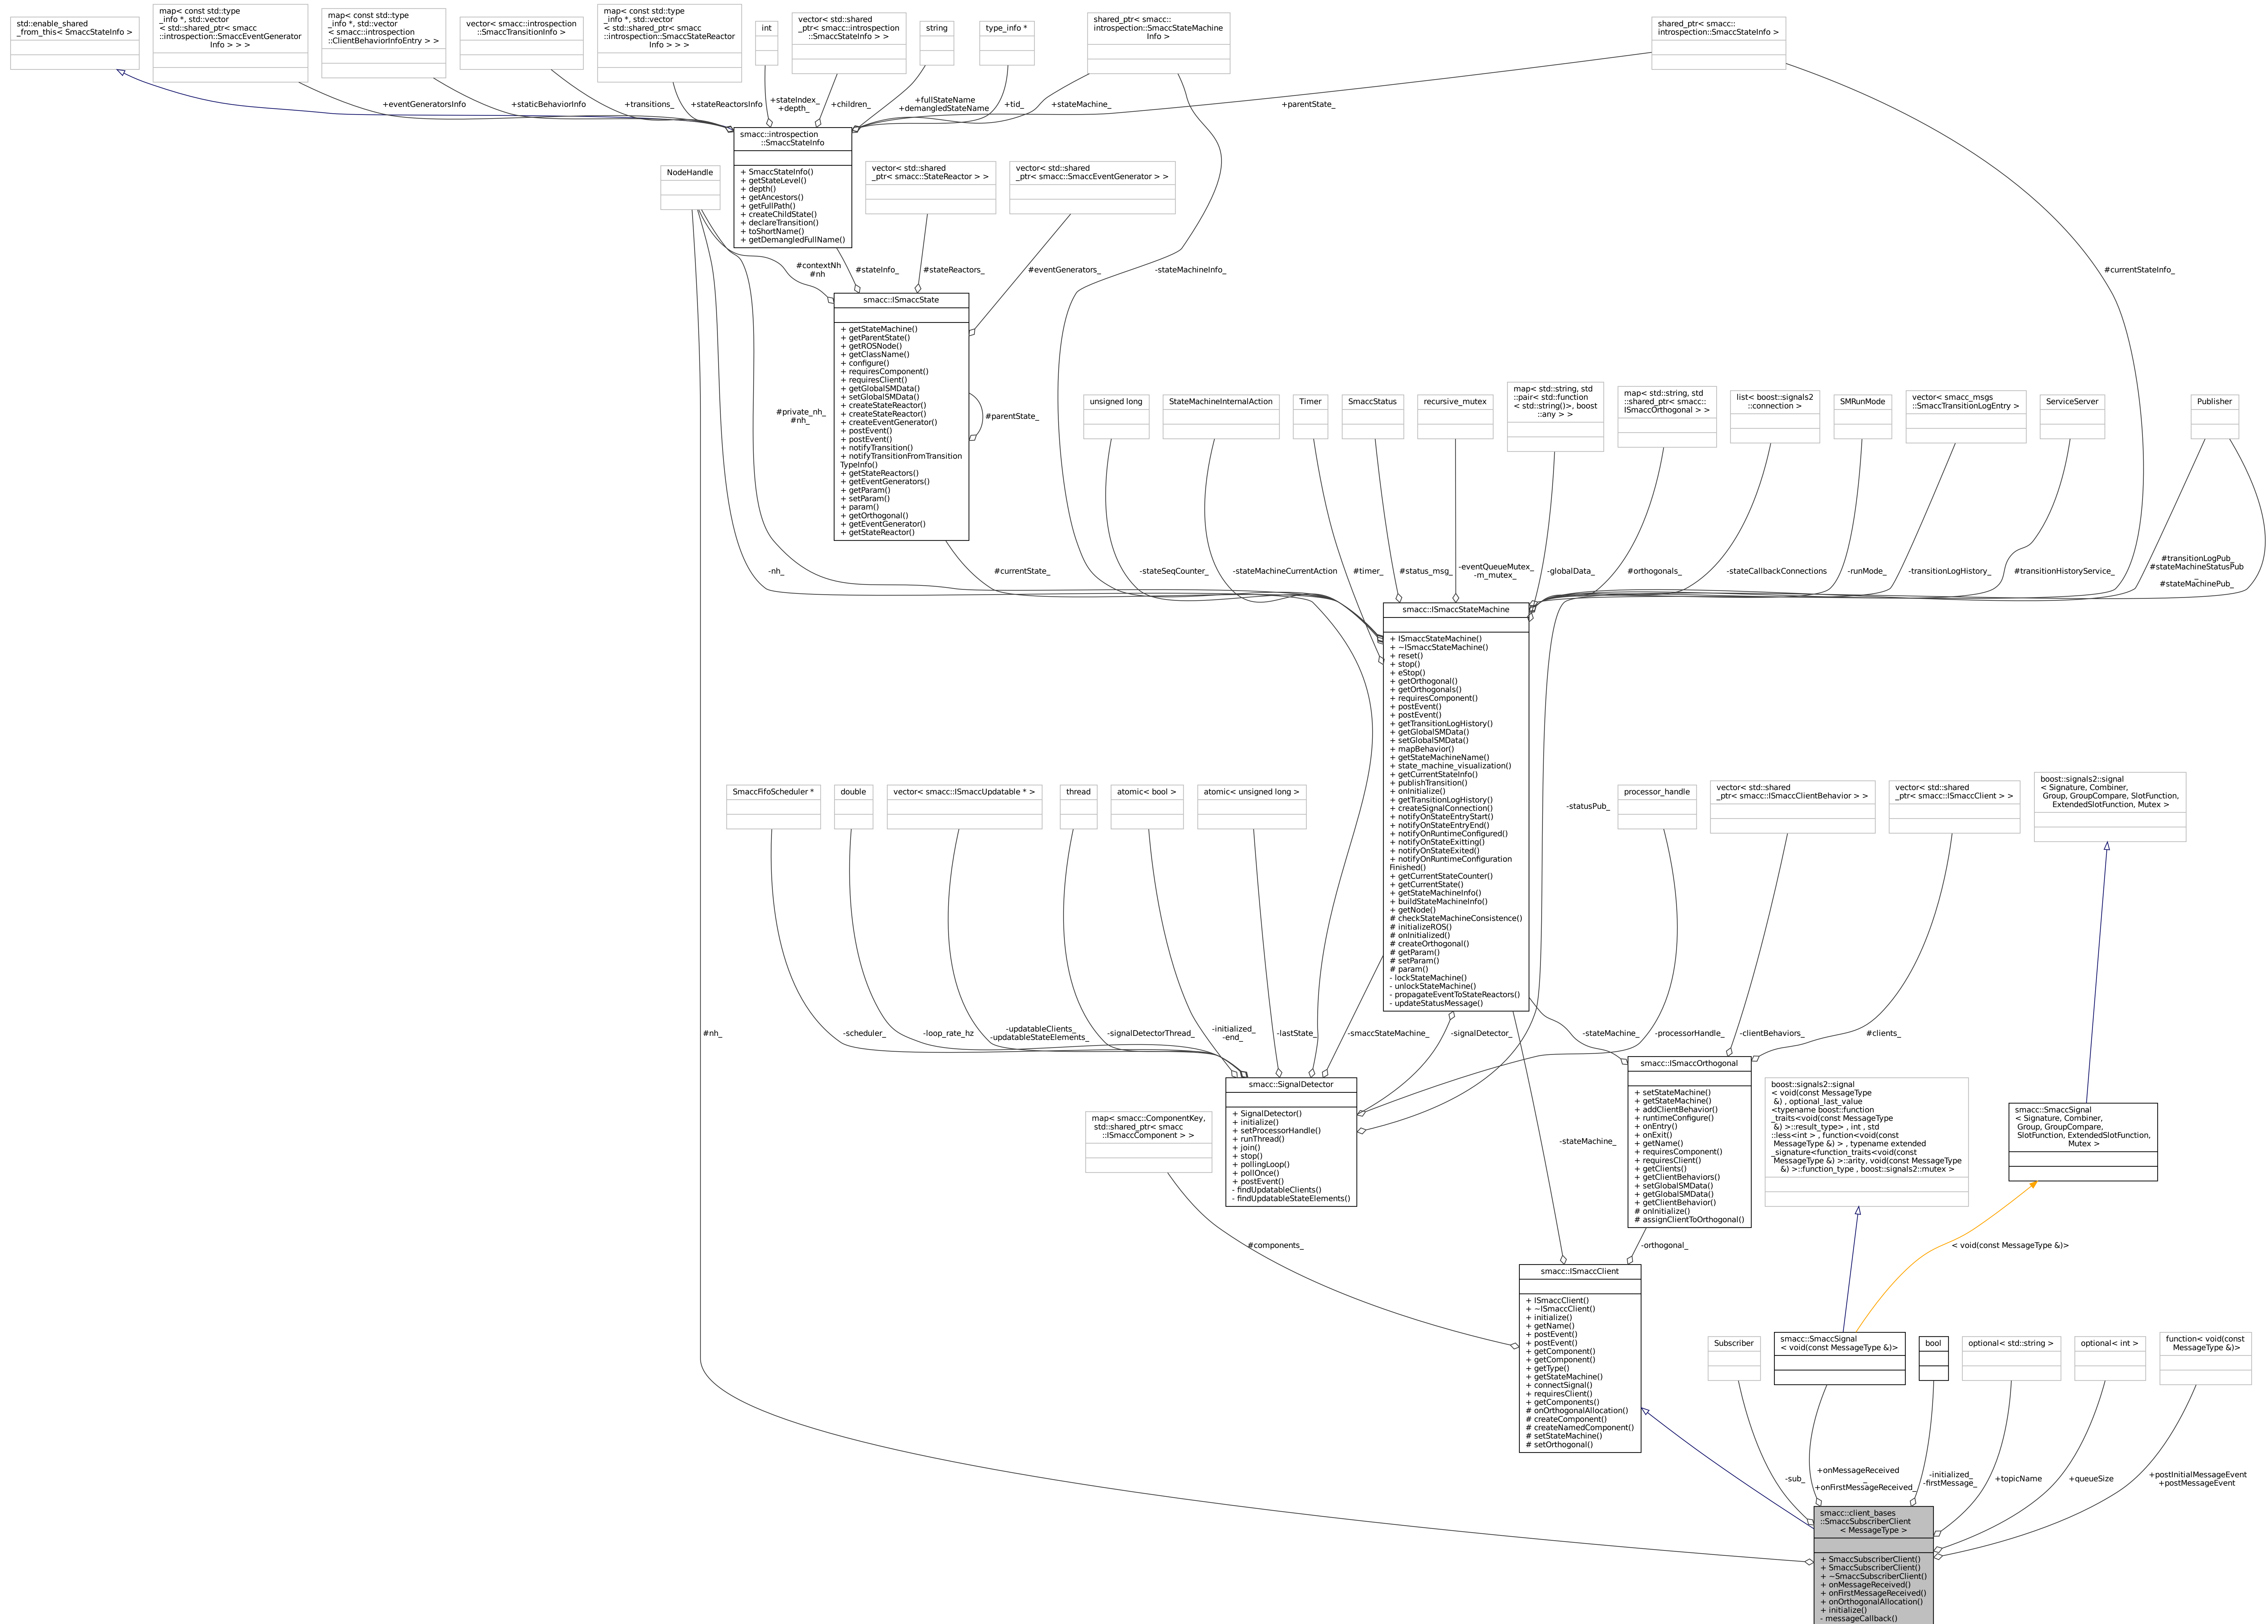 std::enable_shared
_from_this< SmaccStateInfo >
map< const std::type
_info *, std::vector
< std::shared_ptr< smacc
::introspection::SmaccEventGenerator
Info > > >
map< const std::type
_info *, std::vector
< smacc::introspection
::ClientBehaviorInfoEntry > >
vector< smacc::introspection
::SmaccTransitionInfo >
map< const std::type
_info *, std::vector
< std::shared_ptr< smacc
::introspection::SmaccStateReactor
Info > > >
int
vector< std::shared
_ptr< smacc::introspection
::SmaccStateInfo > >
string
type_info *
shared_ptr< smacc::
introspection::SmaccStateMachine
Info >
shared_ptr< smacc::
introspection::SmaccStateInfo >
+eventGeneratorsInfo
+staticBehaviorInfo
+transitions_
+stateReactorsInfo
+stateIndex_
+depth_
+children_
+fullStateName
+demangledStateName
+tid_
+stateMachine_
+parentState_
smacc::introspection
::SmaccStateInfo
+ SmaccStateInfo()
+ getStateLevel()
+ depth()
+ getAncestors()
+ getFullPath()
+ createChildState()
+ declareTransition()
+ toShortName()
+ getDemangledFullName()
NodeHandle
vector< std::shared
_ptr< smacc::StateReactor > >
vector< std::shared
_ptr< smacc::SmaccEventGenerator > >
#contextNh
#nh
#stateInfo_
#stateReactors_
#eventGenerators_
-stateMachineInfo_
#currentStateInfo_
smacc::ISmaccState
+ getStateMachine()
+ getParentState()
+ getROSNode()
+ getClassName()
+ configure()
+ requiresComponent()
+ requiresClient()
+ getGlobalSMData()
+ setGlobalSMData()
+ createStateReactor()
+ createStateReactor()
+ createEventGenerator()
+ postEvent()
+ postEvent()
+ notifyTransition()
+ notifyTransitionFromTransition
TypeInfo()
+ getStateReactors()
+ getEventGenerators()
+ getParam()
+ setParam()
+ param()
+ getOrthogonal()
+ getEventGenerator()
+ getStateReactor()
#private_nh_
#nh_
#parentState_
unsigned long
StateMachineInternalAction
Timer
SmaccStatus
recursive_mutex
map< std::string, std
::pair< std::function
< std::string()>, boost
::any > >
map< std::string, std
::shared_ptr< smacc::
ISmaccOrthogonal > >
list< boost::signals2
::connection >
SMRunMode
vector< smacc_msgs
::SmaccTransitionLogEntry >
ServiceServer
Publisher
-nh_
#currentState_
-stateSeqCounter_
-stateMachineCurrentAction
#timer_
#status_msg_
-eventQueueMutex_
-m_mutex_
-globalData_
#orthogonals_
-stateCallbackConnections
-runMode_
-transitionLogHistory_
#transitionHistoryService_
#transitionLogPub_
#stateMachineStatusPub
_
#stateMachinePub_
smacc::ISmaccStateMachine
+ ISmaccStateMachine()
+ ~ISmaccStateMachine()
+ reset()
+ stop()
+ eStop()
+ getOrthogonal()
+ getOrthogonals()
+ requiresComponent()
+ postEvent()
+ postEvent()
+ getTransitionLogHistory()
+ getGlobalSMData()
+ setGlobalSMData()
+ mapBehavior()
+ getStateMachineName()
+ state_machine_visualization()
+ getCurrentStateInfo()
+ publishTransition()
+ onInitialize()
+ getTransitionLogHistory()
+ createSignalConnection()
+ notifyOnStateEntryStart()
+ notifyOnStateEntryEnd()
+ notifyOnRuntimeConfigured()
+ notifyOnStateExitting()
+ notifyOnStateExited()
+ notifyOnRuntimeConfiguration
Finished()
+ getCurrentStateCounter()
+ getCurrentState()
+ getStateMachineInfo()
+ buildStateMachineInfo()
+ getNode()
# checkStateMachineConsistence()
# initializeROS()
# onInitialized()
# createOrthogonal()
# getParam()
# setParam()
# param()
- lockStateMachine()
- unlockStateMachine()
- propagateEventToStateReactors()
- updateStatusMessage()
SmaccFifoScheduler *
double
vector< smacc::ISmaccUpdatable * >
thread
atomic< bool >
atomic< unsigned long >
-statusPub_
processor_handle
vector< std::shared
_ptr< smacc::ISmaccClientBehavior > >
vector< std::shared
_ptr< smacc::ISmaccClient > >
boost::signals2::signal
< Signature, Combiner,
Group, GroupCompare, SlotFunction,
ExtendedSlotFunction, Mutex >
#nh_
-scheduler_
-loop_rate_hz
-updatableClients_
-updatableStateElements_
-signalDetectorThread_
-initialized_
-end_
-lastState_
-smaccStateMachine_
-signalDetector_
-stateMachine_
-processorHandle_
-clientBehaviors_
#clients_
smacc::SignalDetector
+ SignalDetector()
+ initialize()
+ setProcessorHandle()
+ runThread()
+ join()
+ stop()
+ pollingLoop()
+ pollOnce()
+ postEvent()
- findUpdatableClients()
- findUpdatableStateElements()
map< smacc::ComponentKey,
std::shared_ptr< smacc
::ISmaccComponent > >
-stateMachine_
smacc::ISmaccOrthogonal
+ setStateMachine()
+ getStateMachine()
+ addClientBehavior()
+ runtimeConfigure()
+ onEntry()
+ onExit()
+ getName()
+ requiresComponent()
+ requiresClient()
+ getClients()
+ getClientBehaviors()
+ setGlobalSMData()
+ getGlobalSMData()
+ getClientBehavior()
# onInitialize()
# assignClientToOrthogonal()
boost::signals2::signal
< void(const MessageType
&) , optional_last_value
<typename boost::function
_traits<void(const MessageType
&) >::result_type> , int , std
::less<int > , function<void(const
MessageType &) > , typename extended
_signature<function_traits<void(const
MessageType &) >::arity, void(const MessageType
&) >::function_type , boost::signals2::mutex >
smacc::SmaccSignal
< Signature, Combiner,
Group, GroupCompare,
SlotFunction, ExtendedSlotFunction,
Mutex >
#components_
-orthogonal_
< void(const MessageType &)>
smacc::ISmaccClient
+ ISmaccClient()
+ ~ISmaccClient()
+ initialize()
+ getName()
+ postEvent()
+ postEvent()
+ getComponent()
+ getComponent()
+ getType()
+ getStateMachine()
+ connectSignal()
+ requiresClient()
+ getComponents()
# onOrthogonalAllocation()
# createComponent()
# createNamedComponent()
# setStateMachine()
# setOrthogonal()
Subscriber
smacc::SmaccSignal
< void(const MessageType &)>
bool
optional< std::string >
optional< int >
function< void(const
MessageType &)>
-sub_
+onMessageReceived
_
+onFirstMessageReceived_
-initialized_
-firstMessage_
+topicName
+queueSize
+postInitialMessageEvent
+postMessageEvent
smacc::client_bases
::SmaccSubscriberClient
< MessageType >
+ SmaccSubscriberClient()
+ SmaccSubscriberClient()
+ ~SmaccSubscriberClient()
+ onMessageReceived()
+ onFirstMessageReceived()
+ onOrthogonalAllocation()
+ initialize()
- messageCallback()